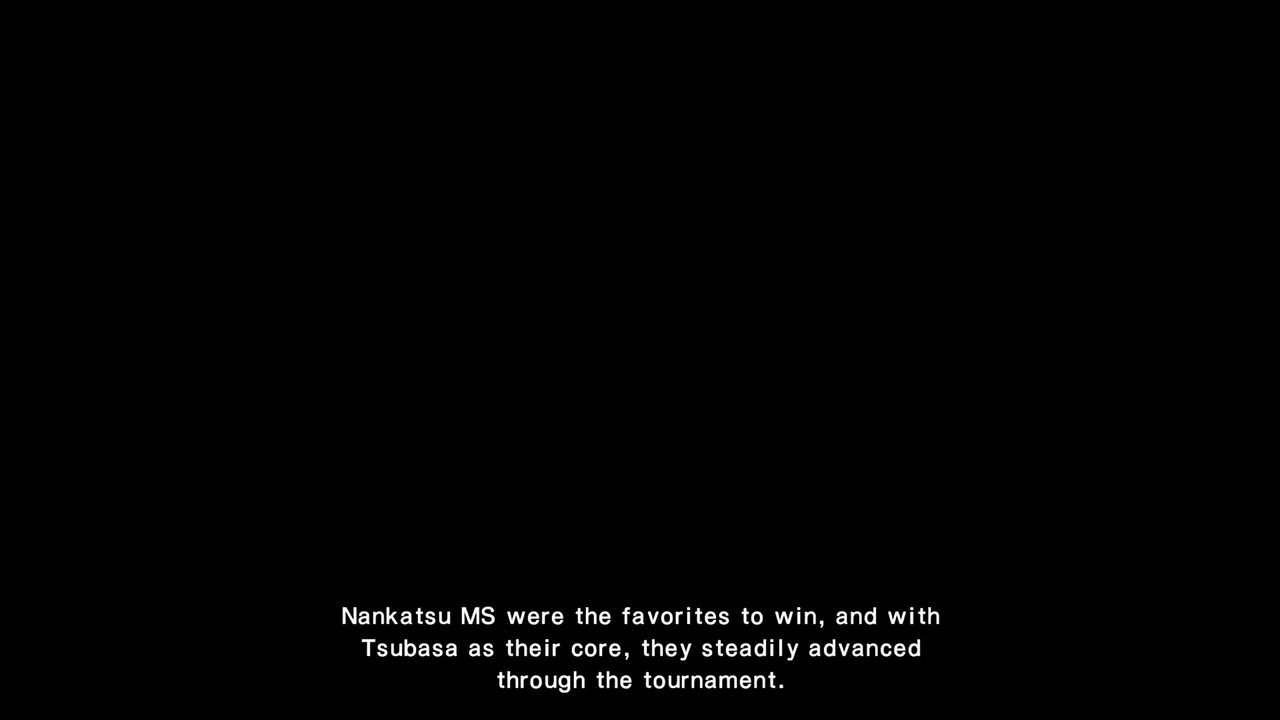 Nankatsu MS were the favorites to win, and with
Tsubasa as their core, they steadily advanced
through the tournament.